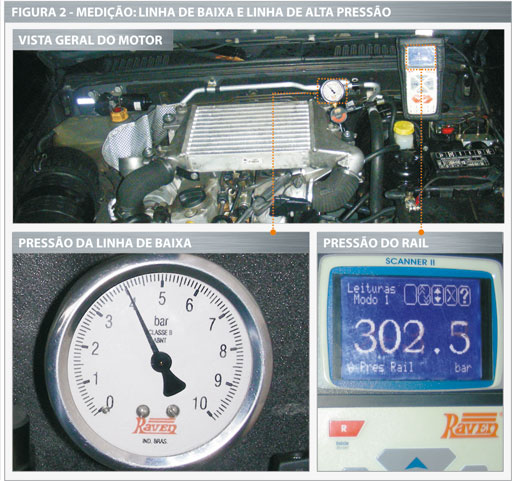 FIGURA 2 - MEDIÇÃO: LINHA DE BAIXA E LINHA DE ALTA PRESSÃO
VISTA GERAL DO MOTOR
PRESSÃO DA LINHA DE BAIXA
0 1 2 3 4 5 6 7 8 9 10
bar
CLASSE B
ABNT
RAVEN
IND. BRAS.
PRESSÃO DO RAIL
SCANNER II
Leituras
Modo 1
?
302.5
Pres Rail bar
R
RAVEN